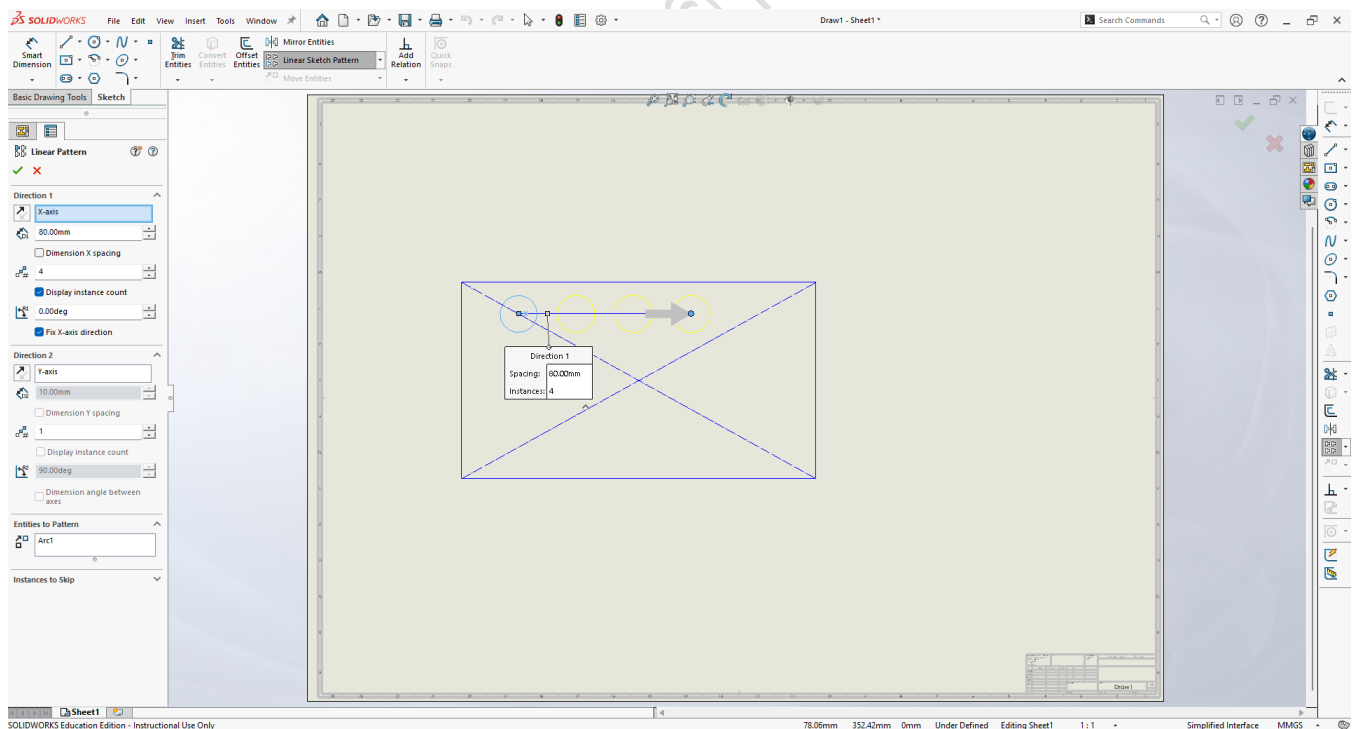 SOLIDWORKS File Edit View Insert Tools Window Draw1 - Sheet1 * Search Commands
Smart Dimension
Trim Entities
Convert Entities
Offset Entities
Mirror Entities
Linear Sketch Pattern
Move Entities
Add Relation
Quick Snaps
Basic Drawing Tools Sketch
Linear Pattern
Direction 1
X-axis
80.00mm
Dimension X spacing
4
Display instance count
0.00deg
Fix X-axis direction
Direction 2
Y-axis
10.00mm
Dimension Y spacing
1
Display instance count
90.00deg
Dimension angle between
axes
Entities to Pattern
Arc1
Instances to Skip
Direction 1
Spacing: 80.00mm
Instances: 4
Draw1
Sheet1
SOLIDWORKS Education Edition - Instructional Use Only 78.06mm 352.42mm 0mm Under Defined Editing Sheet1 1:1 Simplified Interface MMGS